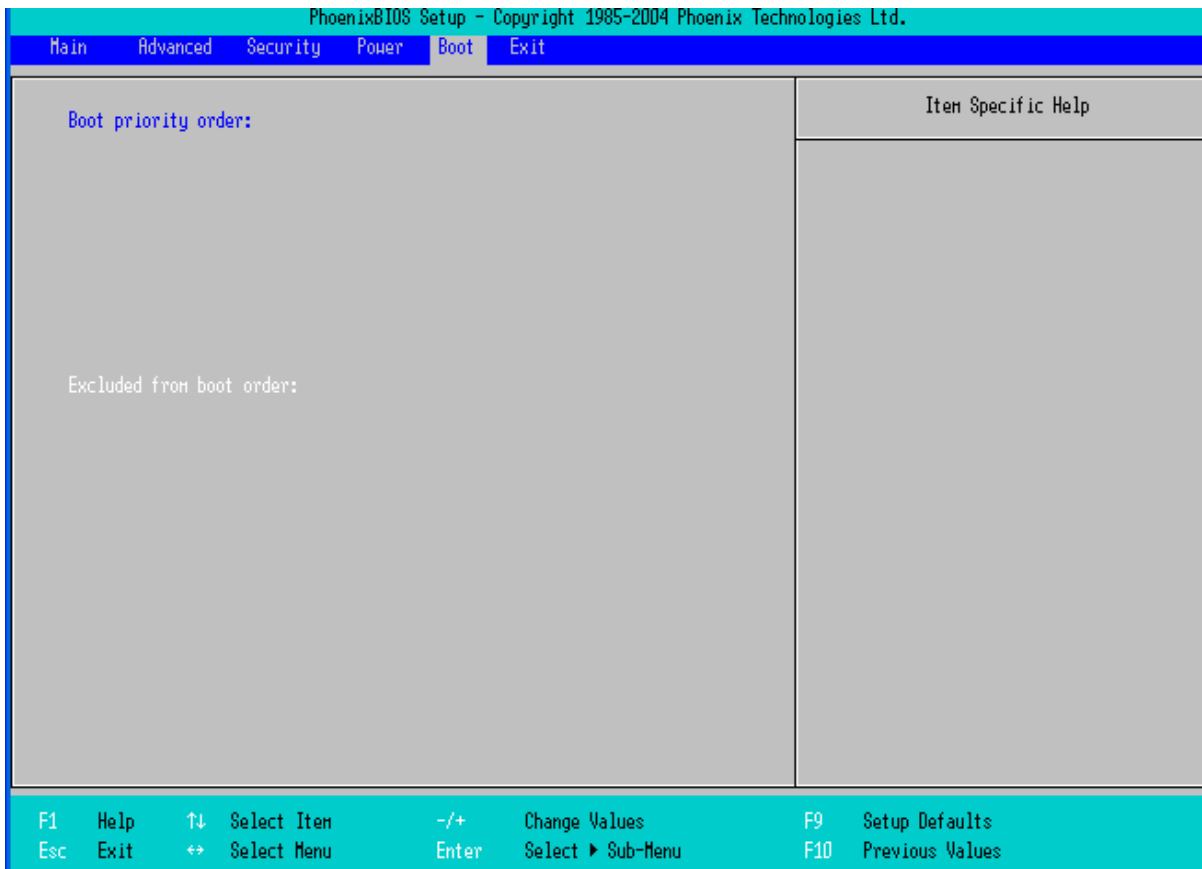 PhoenixBIOS Setup - Copyright 1985-2004 Phoenix Technologies Ltd.
Main Advanced Security Power Boot Exit
Boot priority order:
Excluded from boot order:
Item Specific Help
F1 Help ↑↓ Select Item -/+ Change Values F9 Setup Defaults
Esc Exit ↔ Select Menu Enter Select ▶ Sub-Menu F10 Previous Values